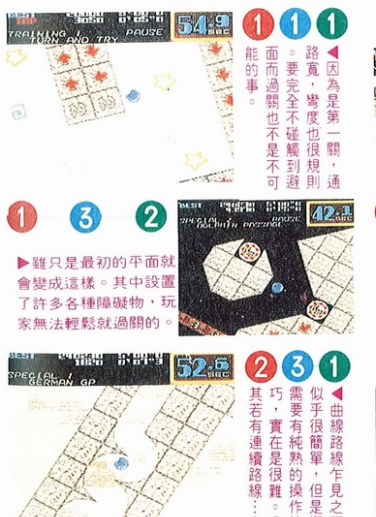 TRAINING 1
PAUSE
TURN AND TRY
54.9
SEC
1 1 1
◀因為是第一關，通
路寬，彎度也很規則
。要完全不碰觸到避
面而過關也不是不可
能的事。
1 3 2
▶雖只是最初的平面就
會變成這樣。其中設置
了許多各種障礙物，玩
家無法輕鬆就過關的。
BEST
SPECIAL
PAUSE
DOLPHIN PASSAGE
42.1
SEC
SPECIAL 1
GERMAN GP
52.6
SEC
2 3 1
◀曲線路線乍見之
似乎很簡單，但是
需要有純熟的操作
巧，實在是很難。
其若有連續路線…